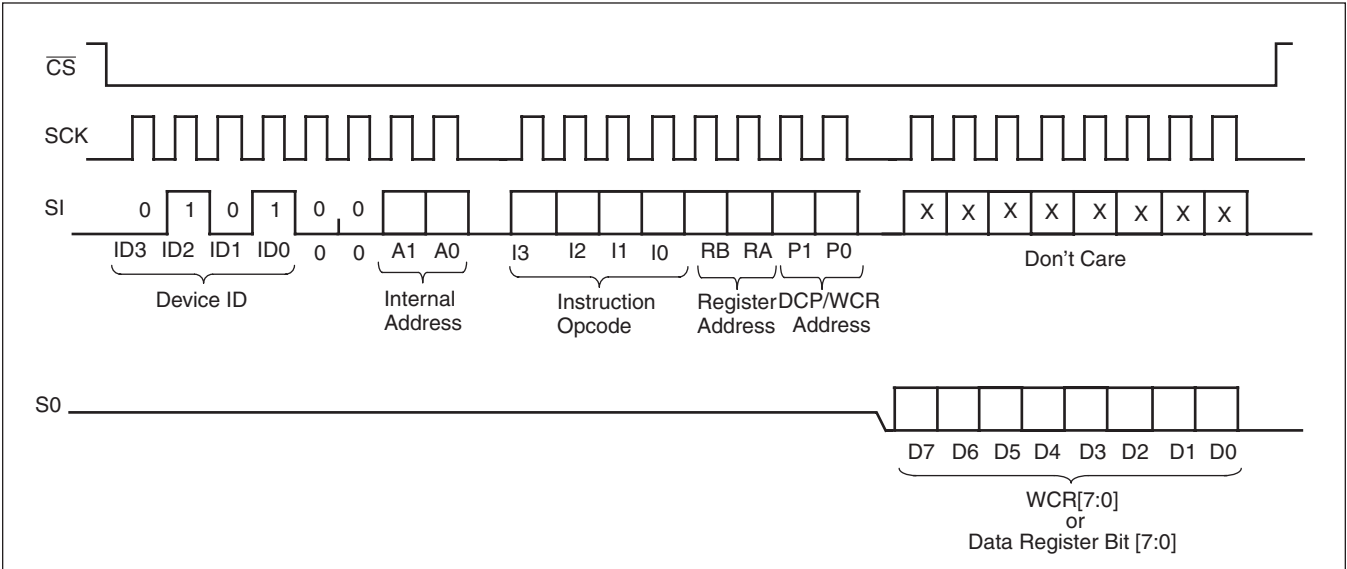 CS
SCK
SI
0 1 0 1 0 0 X X X X X X X X
ID3 ID2 ID1 ID0 0 0 A1 A0 I3 I2 I1 I0 RB RA P1 P0
Don't Care
Device ID
Internal
Address
Instruction
Opcode
Register
Address
DCP/WCR
Address
S0
D7 D6 D5 D4 D3 D2 D1 D0
WCR[7:0]
or
Data Register Bit [7:0]